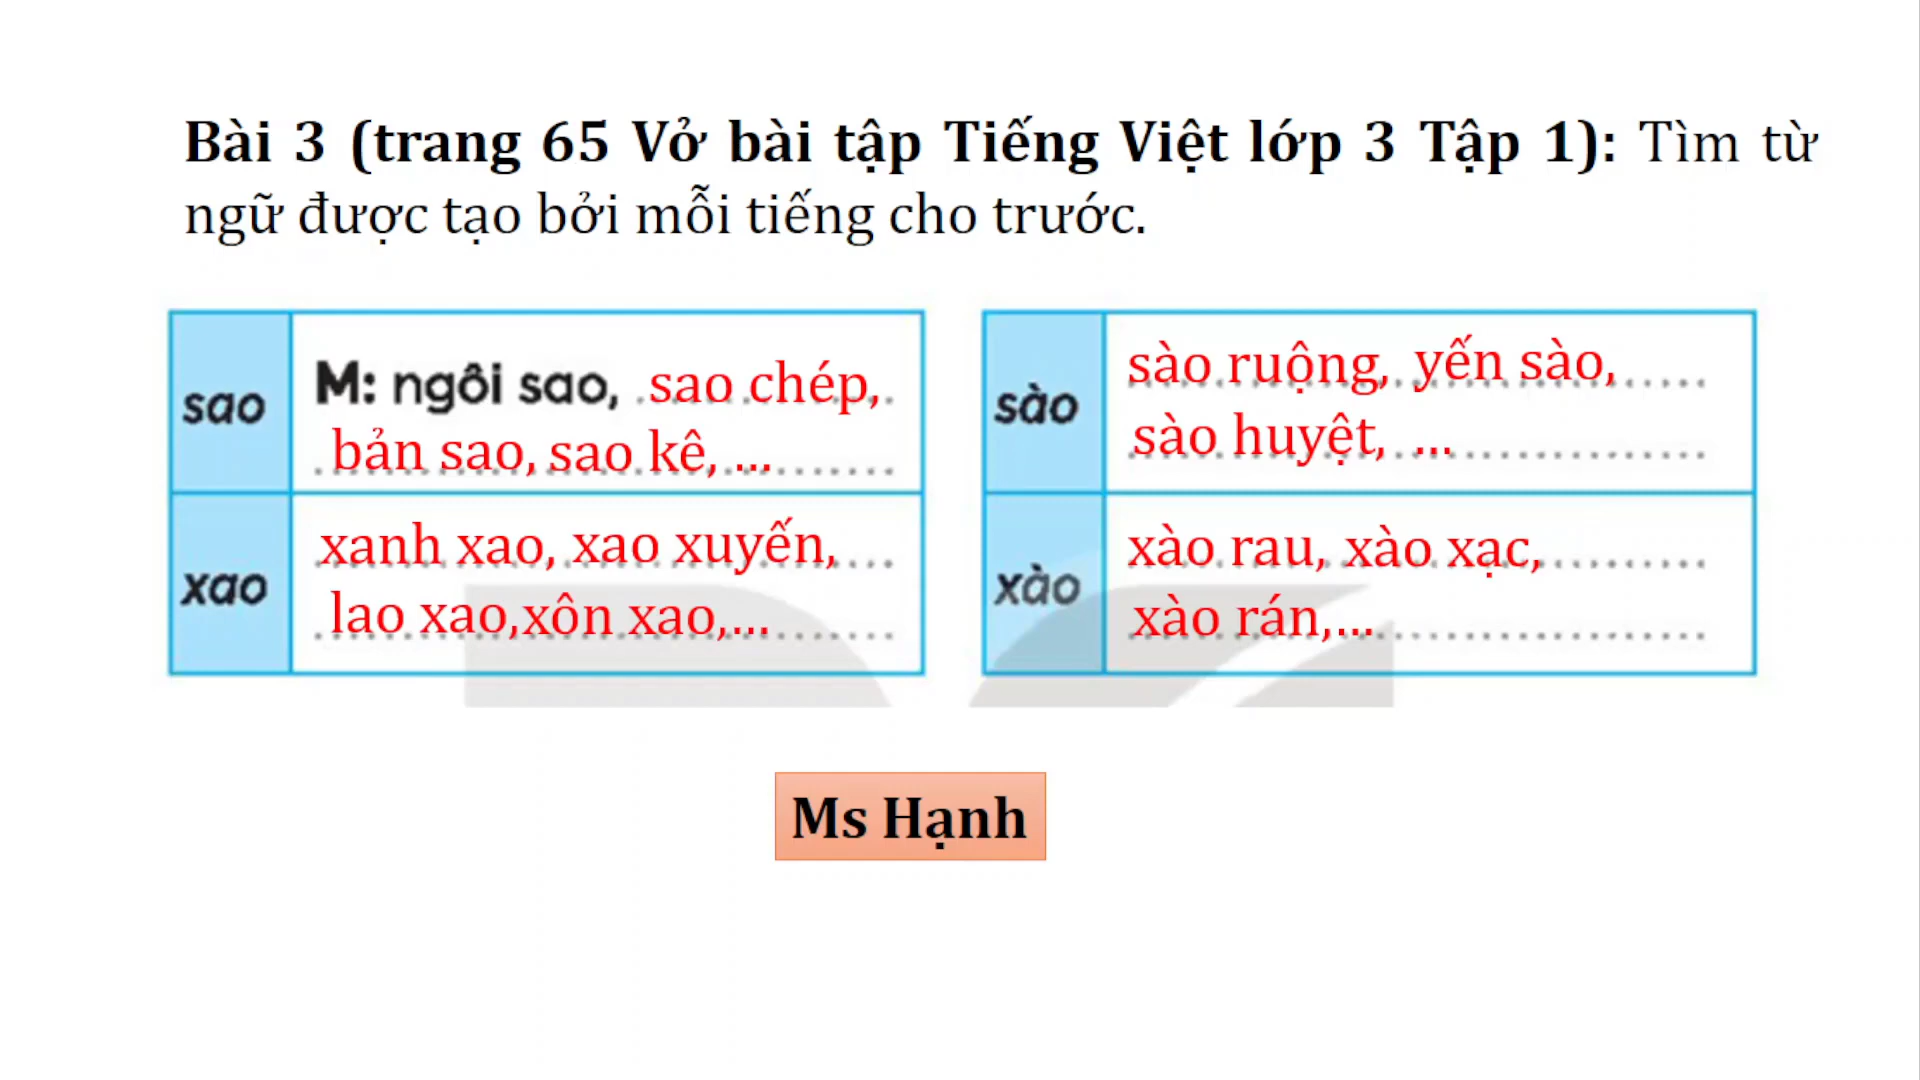 Bài 3 (trang 65 Vở bài tập Tiếng Việt lớp 3 Tập 1): Tìm từ
ngữ được tạo bởi mỗi tiếng cho trước.
sao
M: ngôi sao, sao chép,
bản sao, sao kê, ...
xao
xanh xao, xao xuyến,
lao xao,xôn xao,...
sào
sào ruộng, yến sào,
sào huyệt, ...
xào
xào rau, xào xạc,
xào rán,...
Ms Hạnh